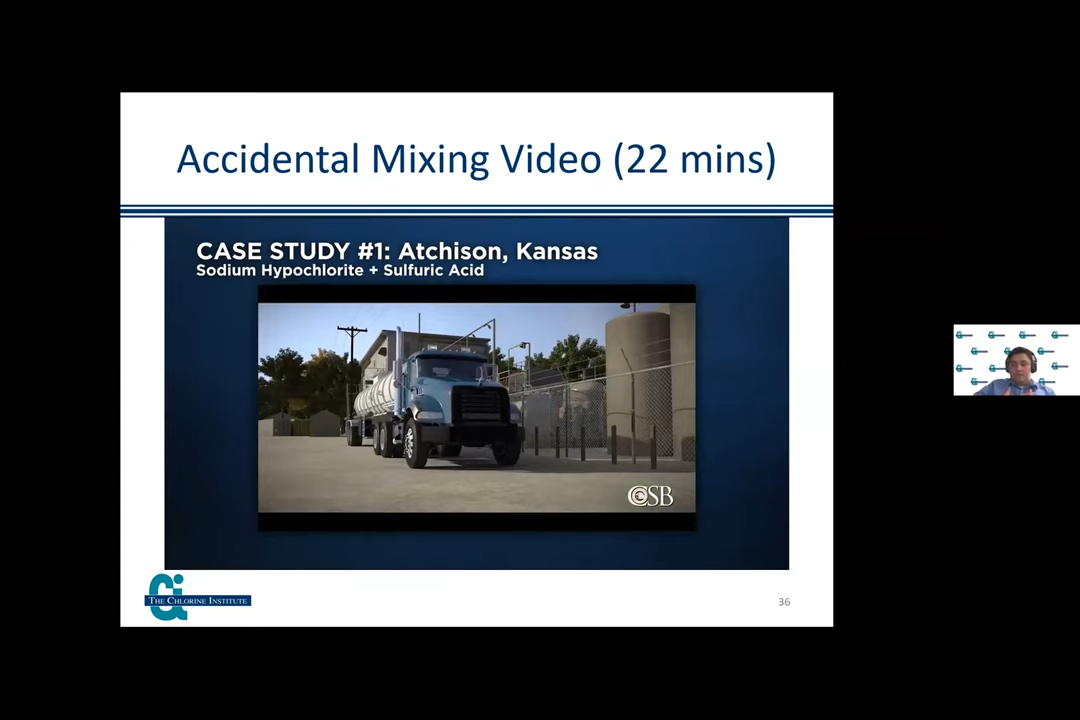 Accidental Mixing Video (22 mins)
CASE STUDY #1: Atchison, Kansas
Sodium Hypochlorite + Sulfuric Acid
CSB
THE CHLORINE INSTITUTE
36